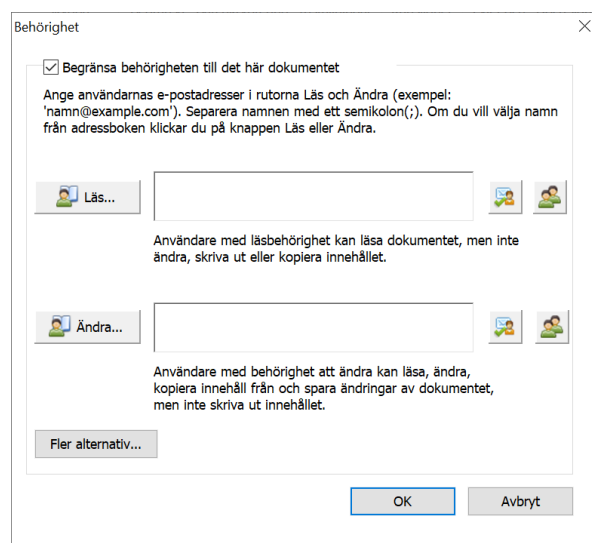 Behörighet
Begränsa behörigheten till det här dokumentet
Ange användarnas e-postadresser i rutorna Läs och Ändra (exempel:
'namn@example.com'). Separera namnen med ett semikolon(;). Om du vill välja namn
från adressboken klickar du på knappen Läs eller Ändra.
Läs...
Användare med läsbehörighet kan läsa dokumentet, men inte
ändra, skriva ut eller kopiera innehållet.
Ändra...
Användare med behörighet att ändra kan läsa, ändra,
kopiera innehåll från och spara ändringar av dokumentet,
men inte skriva ut innehållet.
Fler alternativ...
OK
Avbryt